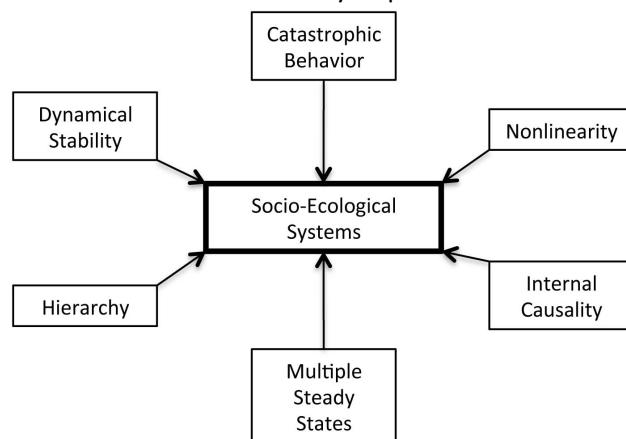 Catastrophic
Behavior
Dynamical
Stability
Nonlinearity
Socio-Ecological
Systems
Hierarchy
Internal
Causality
Multiple
Steady
States